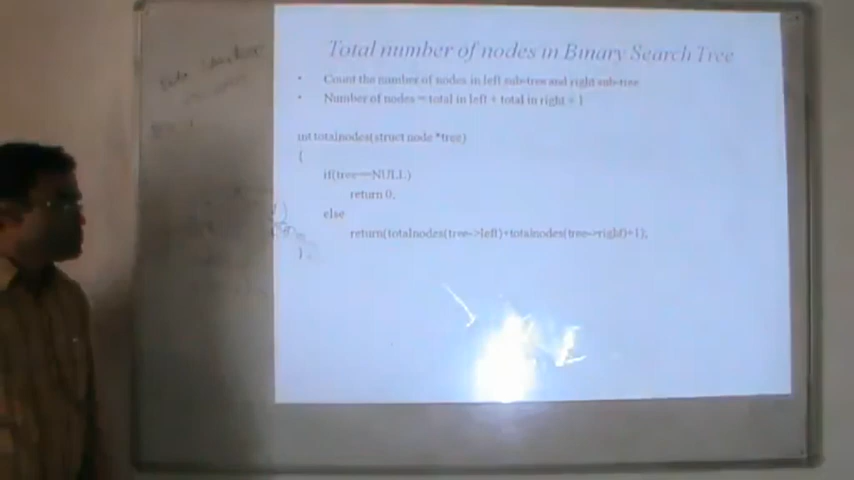 Total number of nodes in Binary Search Tree
• Count the number of nodes in left sub-tree and right sub-tree
• Number of nodes = total in left + total in right + 1
int totalnodes(struct node *tree)
{
if(tree==NULL)
return 0;
else
return(totalnodes(tree->left)+totalnodes(tree->right)+1);
}